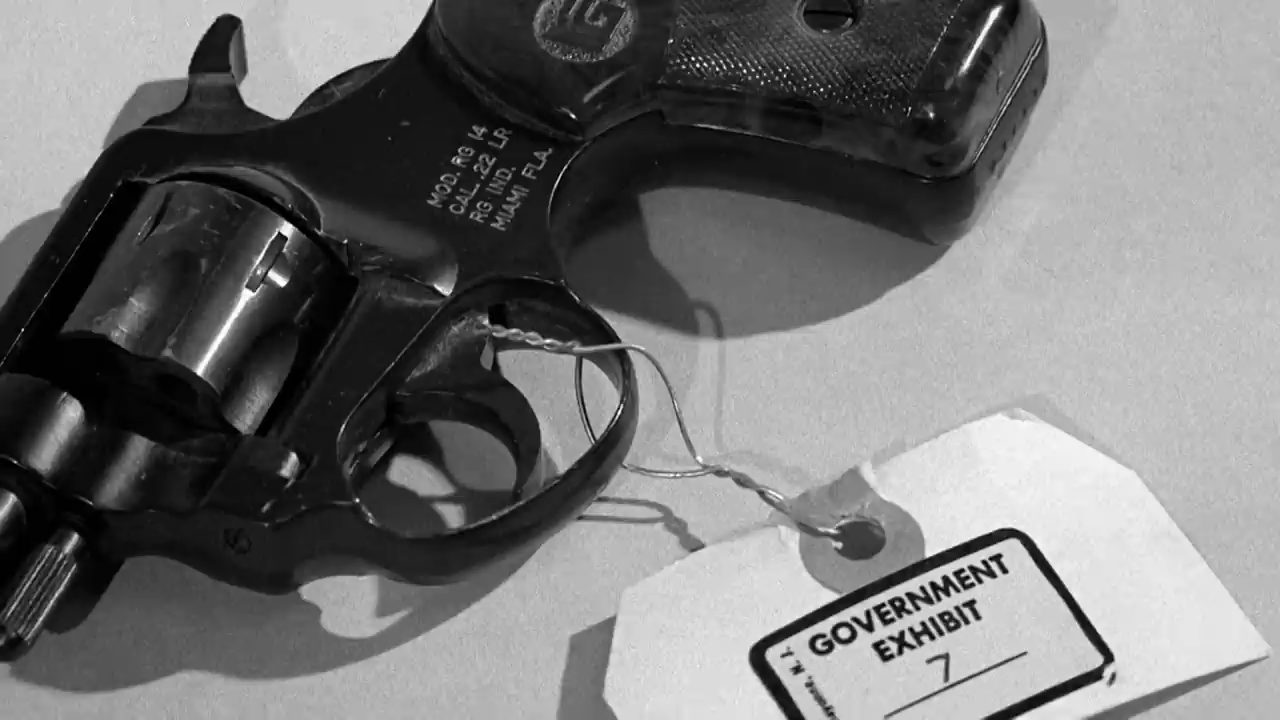 RG
MOD. RG 14
CAL. .22 LR
RG IND.
MIAMI FLA.
GOVERNMENT
EXHIBIT
7
N. J.